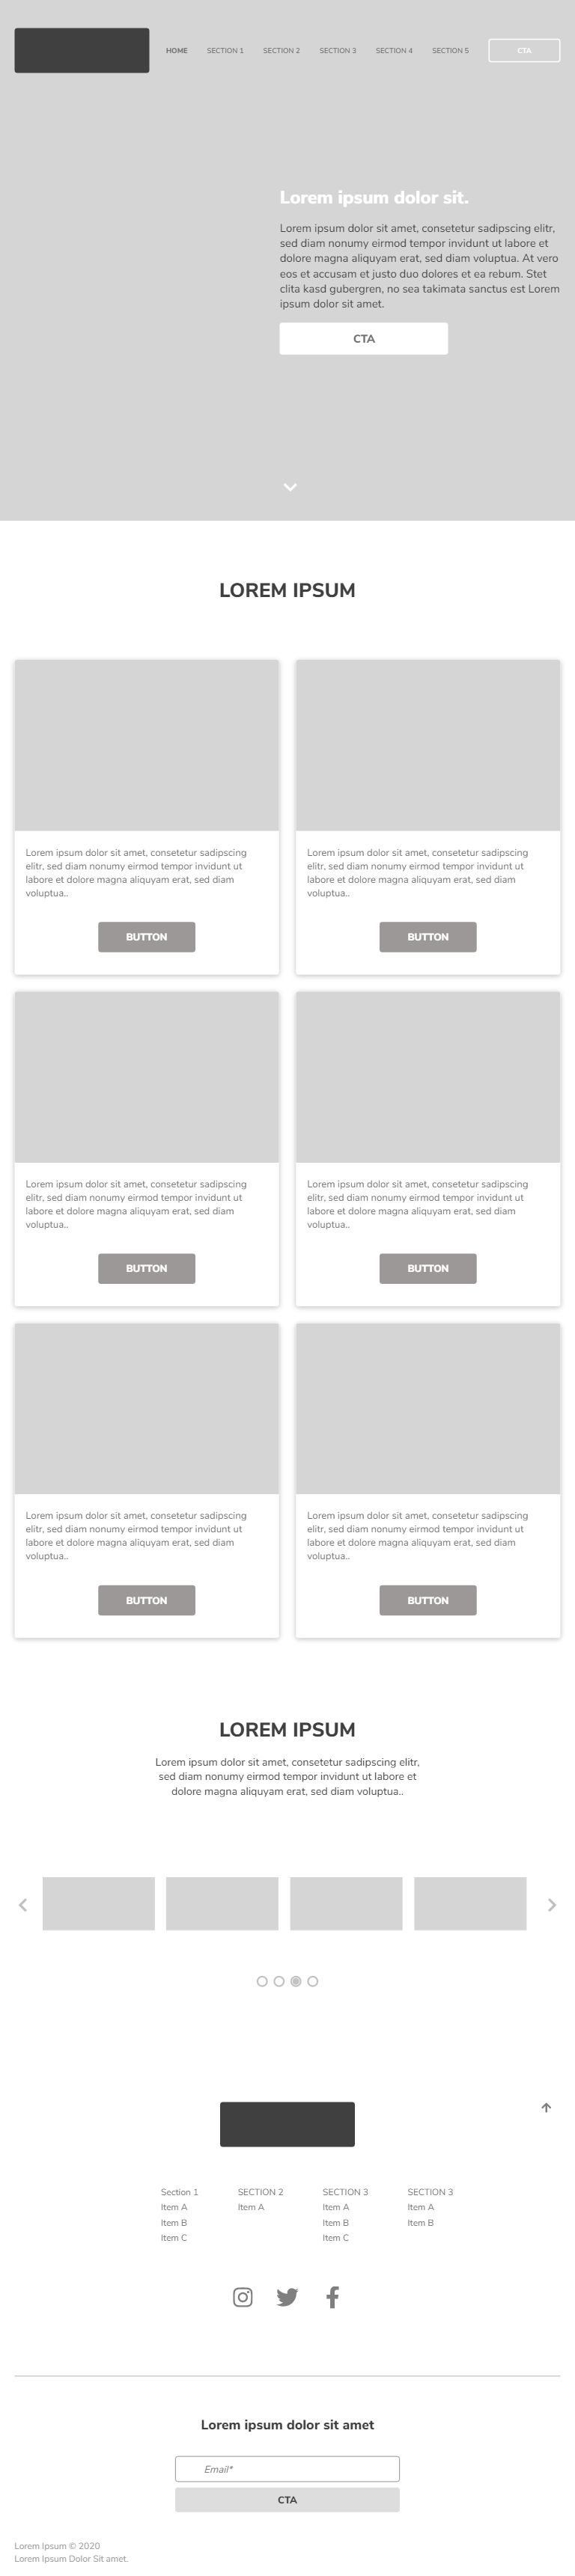 HOME SECTION 1 SECTION 2 SECTION 3 SECTION 4 SECTION 5 CTA
Lorem ipsum dolor sit.
Lorem ipsum dolor sit amet, consetetur sadipscing elitr,
sed diam nonumy eirmod tempor invidunt ut labore et
dolore magna aliquyam erat, sed diam voluptua. At vero
eos et accusam et justo duo dolores et ea rebum. Stet
clita kasd gubergren, no sea takimata sanctus est Lorem
ipsum dolor sit amet.
CTA
LOREM IPSUM
Lorem ipsum dolor sit amet, consetetur sadipscing
elitr, sed diam nonumy eirmod tempor invidunt ut
labore et dolore magna aliquyam erat, sed diam
voluptua..
BUTTON
Lorem ipsum dolor sit amet, consetetur sadipscing
elitr, sed diam nonumy eirmod tempor invidunt ut
labore et dolore magna aliquyam erat, sed diam
voluptua..
BUTTON
Lorem ipsum dolor sit amet, consetetur sadipscing
elitr, sed diam nonumy eirmod tempor invidunt ut
labore et dolore magna aliquyam erat, sed diam
voluptua..
BUTTON
Lorem ipsum dolor sit amet, consetetur sadipscing
elitr, sed diam nonumy eirmod tempor invidunt ut
labore et dolore magna aliquyam erat, sed diam
voluptua..
BUTTON
Lorem ipsum dolor sit amet, consetetur sadipscing
elitr, sed diam nonumy eirmod tempor invidunt ut
labore et dolore magna aliquyam erat, sed diam
voluptua..
BUTTON
Lorem ipsum dolor sit amet, consetetur sadipscing
elitr, sed diam nonumy eirmod tempor invidunt ut
labore et dolore magna aliquyam erat, sed diam
voluptua..
BUTTON
LOREM IPSUM
Lorem ipsum dolor sit amet, consetetur sadipscing elitr,
sed diam nonumy eirmod tempor invidunt ut labore et
dolore magna aliquyam erat, sed diam voluptua..
Section 1
Item A
Item B
Item C
SECTION 2
Item A
SECTION 3
Item A
Item B
Item C
SECTION 3
Item A
Item B
Lorem ipsum dolor sit amet
Email*
CTA
Lorem Ipsum © 2020
Lorem Ipsum Dolor Sit amet.